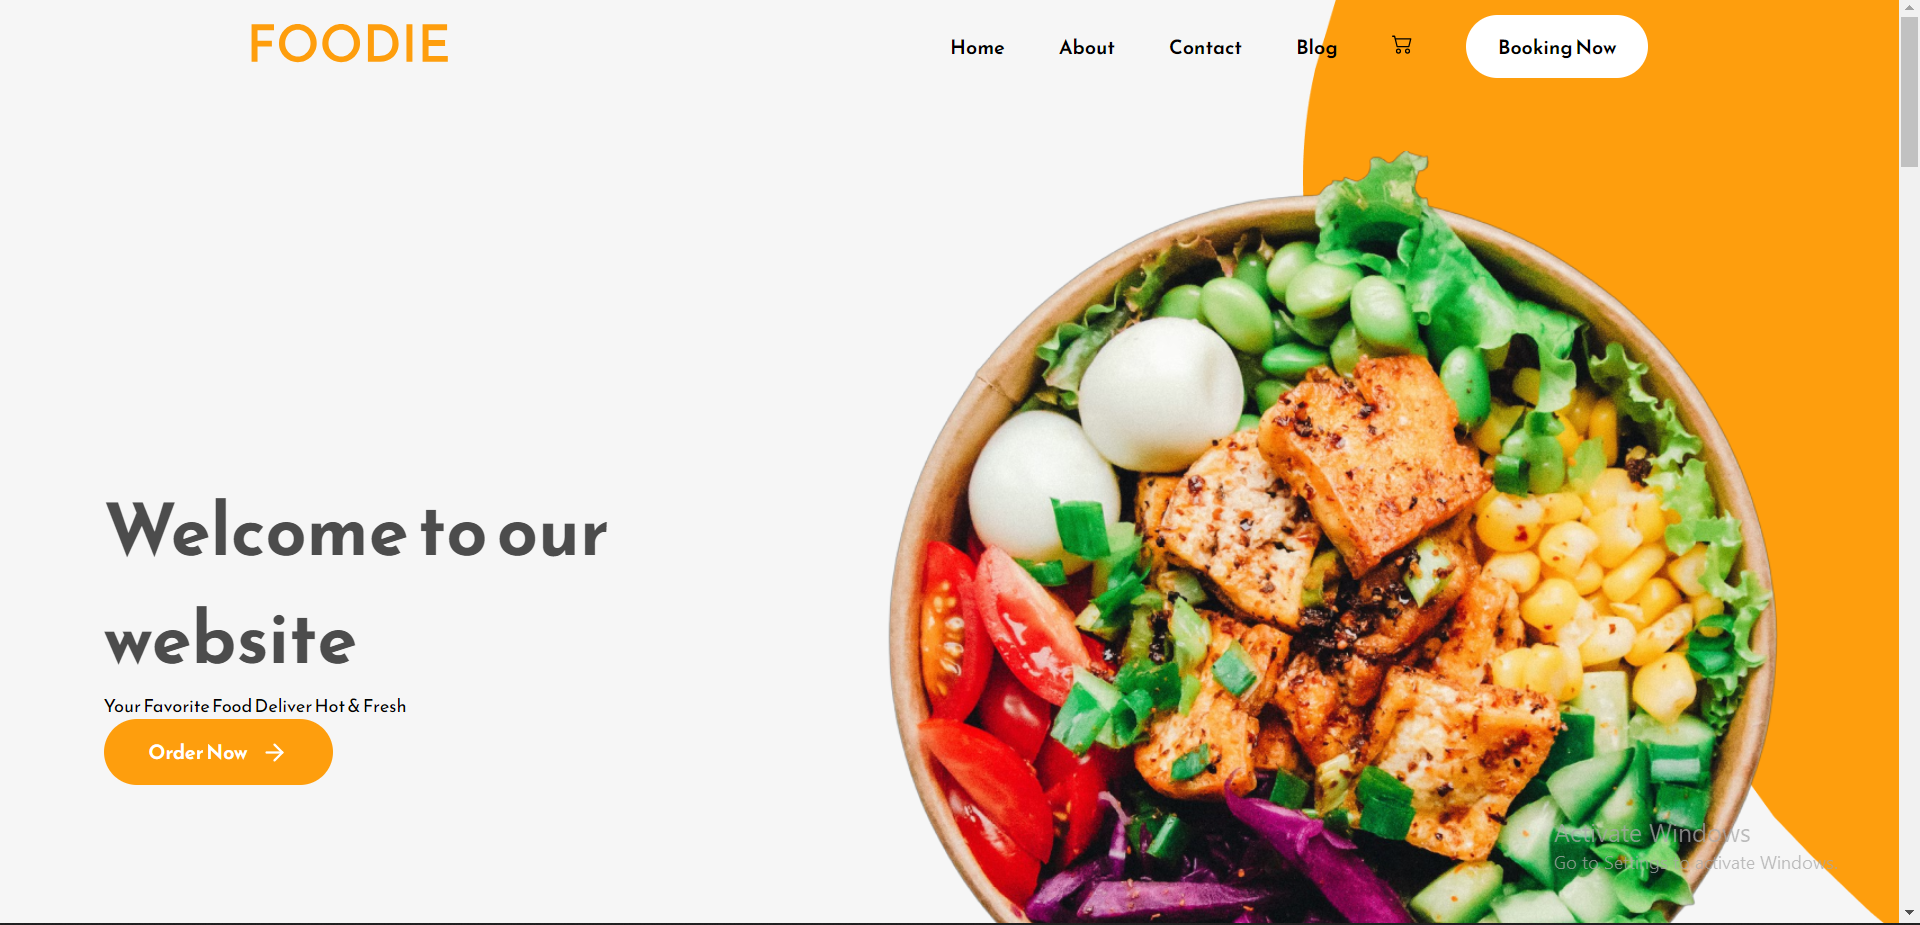 FOODIE
Home About Contact Blog Booking Now
Welcome to our
website
Your Favorite Food Deliver Hot & Fresh
Order Now
Activate Windows
Go to Settings to activate Windows.